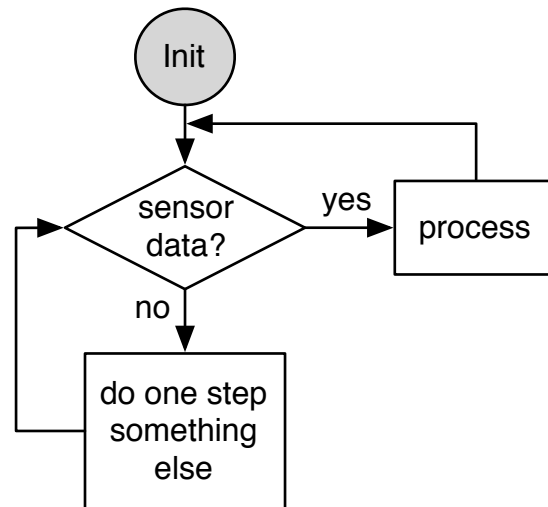 Init
sensor
data?
yes
process
no
do one step
something
else